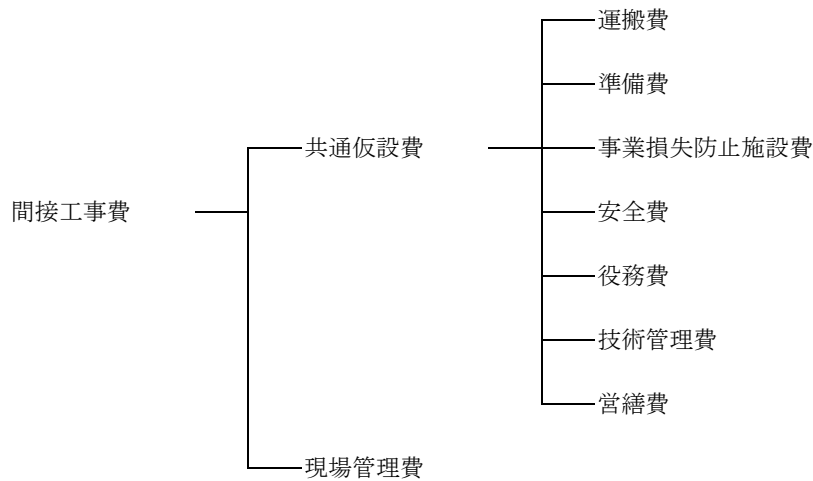 運搬費
準備費
共通仮設費
事業損失防止施設費
間接工事費
安全費
役務費
技術管理費
営繕費
現場管理費